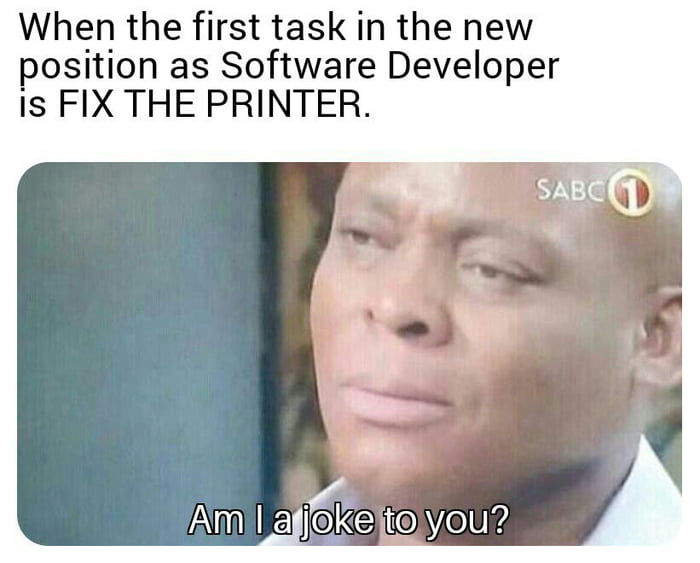 When the first task in the new
position as Software Developer
is FIX THE PRINTER.
SABC 1
Am I a joke to you?